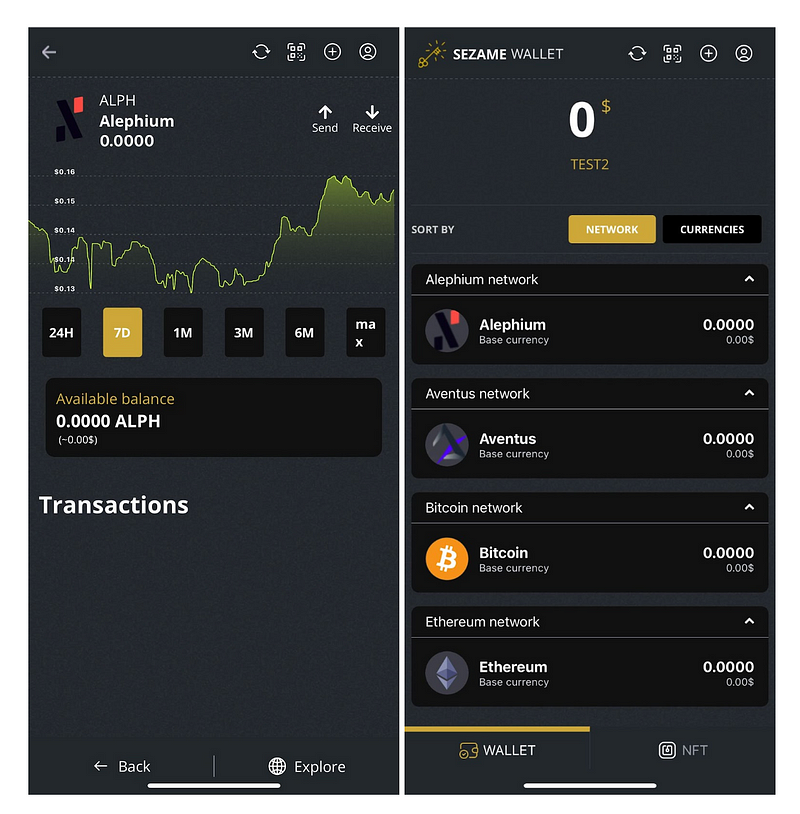 ALPH
Alephium
0.0000
Send
Receive
$0.16
$0.15
$0.14
$0.14
$0.13
24H
7D
1M
3M
6M
ma
x
Available balance
0.0000 ALPH
(~0.00$)
Transactions
Back
Explore
SEZAME WALLET
0 $
TEST2
SORT BY
NETWORK
CURRENCIES
Alephium network
Alephium
0.0000
Base currency
0.00$
Aventus network
Aventus
0.0000
Base currency
0.00$
Bitcoin network
Bitcoin
0.0000
Base currency
0.00$
Ethereum network
Ethereum
0.0000
Base currency
0.00$
WALLET
NFT